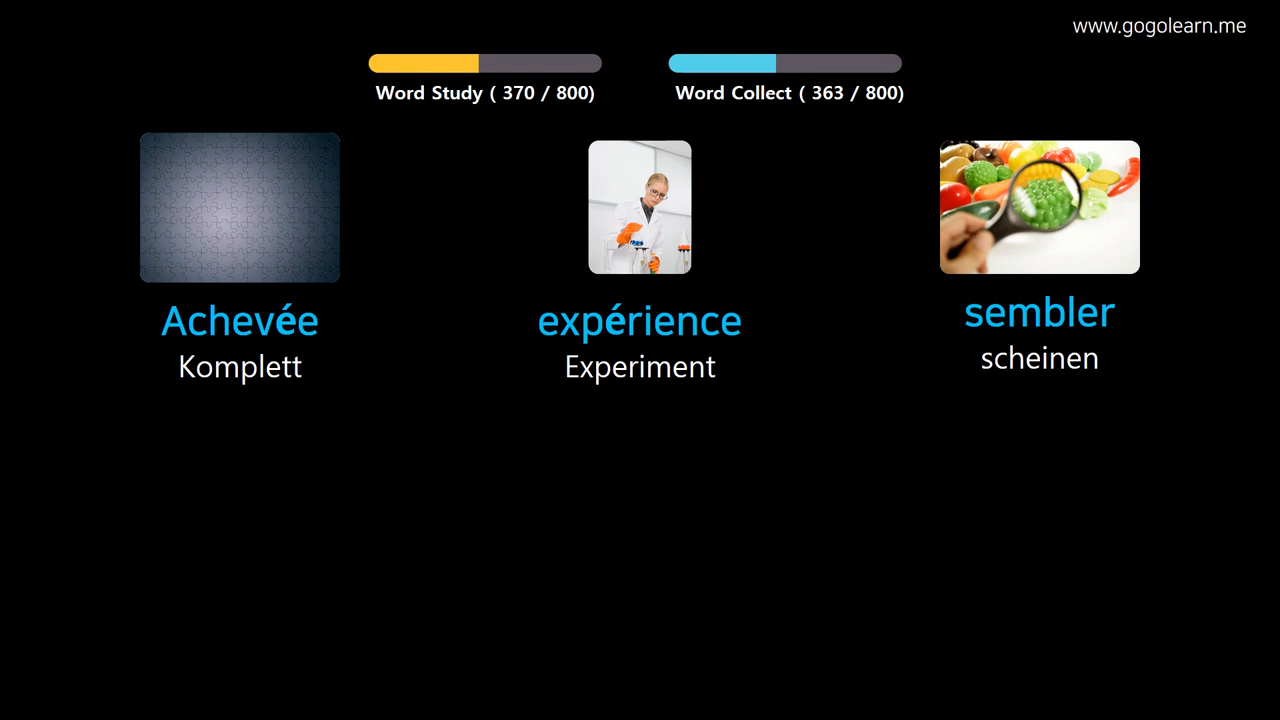 www.gogolearn.me
Word Study ( 370 / 800)
Word Collect ( 363 / 800)
Achevée
Komplett
expérience
Experiment
sembler
scheinen